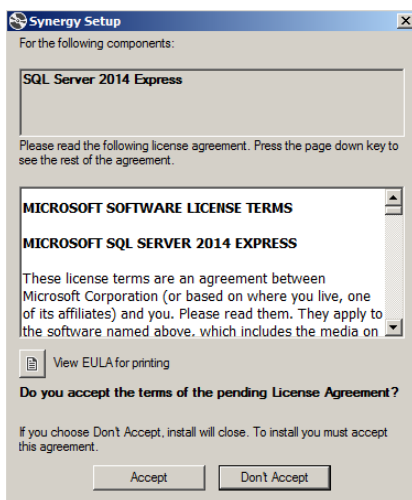 Synergy Setup
For the following components:
SQL Server 2014 Express
Please read the following license agreement. Press the page down key to
see the rest of the agreement.
MICROSOFT SOFTWARE LICENSE TERMS
MICROSOFT SQL SERVER 2014 EXPRESS
These license terms are an agreement between
Microsoft Corporation (or based on where you live, one
of its affiliates) and you. Please read them. They apply to
the software named above, which includes the media on
View EULA for printing
Do you accept the terms of the pending License Agreement?
If you choose Don't Accept, install will close. To install you must accept
this agreement.
Accept
Don't Accept